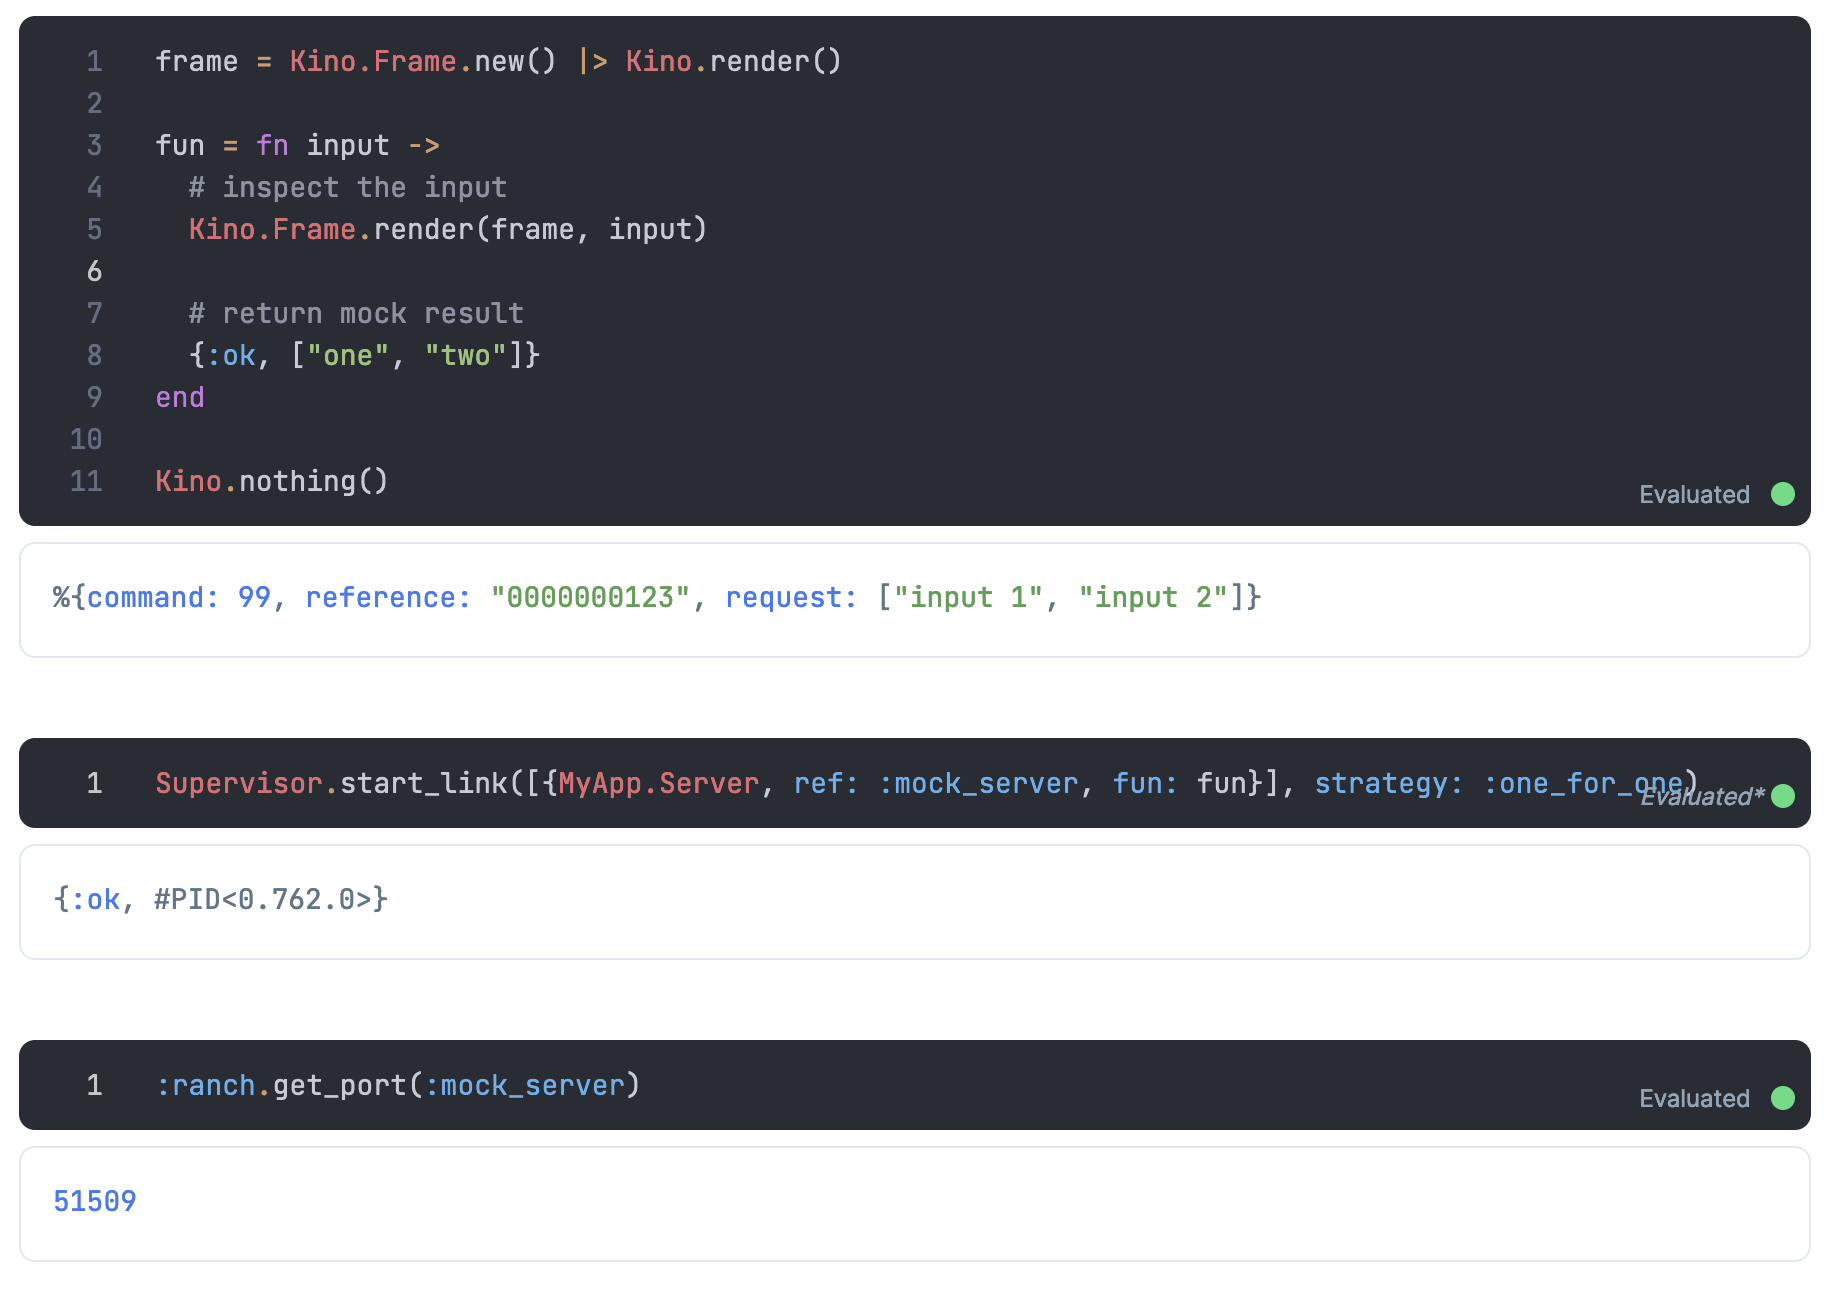 1 frame = Kino.Frame.new() |> Kino.render()
2
3 fun = fn input ->
4 # inspect the input
5 Kino.Frame.render(frame, input)
6
7 # return mock result
8 {:ok, ["one", "two"]}
9 end
10
11 Kino.nothing()
Evaluated
%{command: 99, reference: "0000000123", request: ["input 1", "input 2"]}
1 Supervisor.start_link([{MyApp.Server, ref: :mock_server, fun: fun}], strategy: :one_for_one)
Evaluated*
{:ok, #PID<0.762.0>}
1 :ranch.get_port(:mock_server)
Evaluated
51509